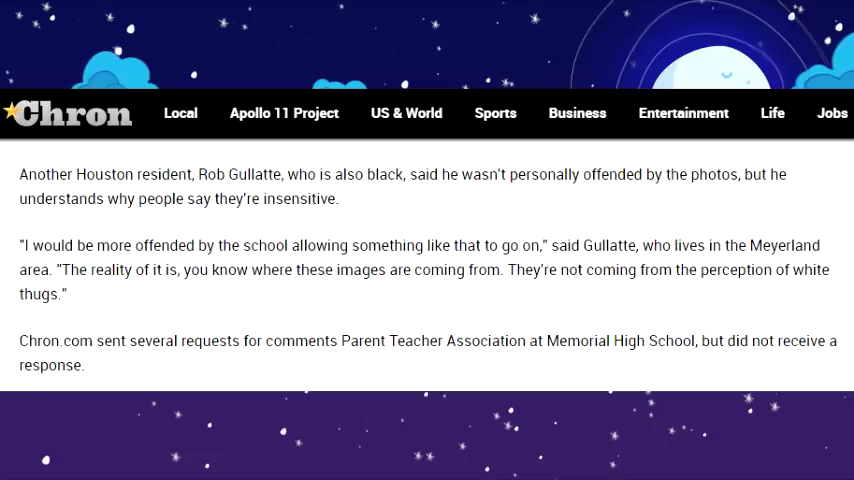 Chron Local Apollo 11 Project US & World Sports Business Entertainment Life Jobs
Another Houston resident, Rob Gullatte, who is also black, said he wasn't personally offended by the photos, but he
understands why people say they're insensitive.
"I would be more offended by the school allowing something like that to go on," said Gullatte, who lives in the Meyerland
area. "The reality of it is, you know where these images are coming from. They're not coming from the perception of white
thugs."
Chron.com sent several requests for comments Parent Teacher Association at Memorial High School, but did not receive a
response.